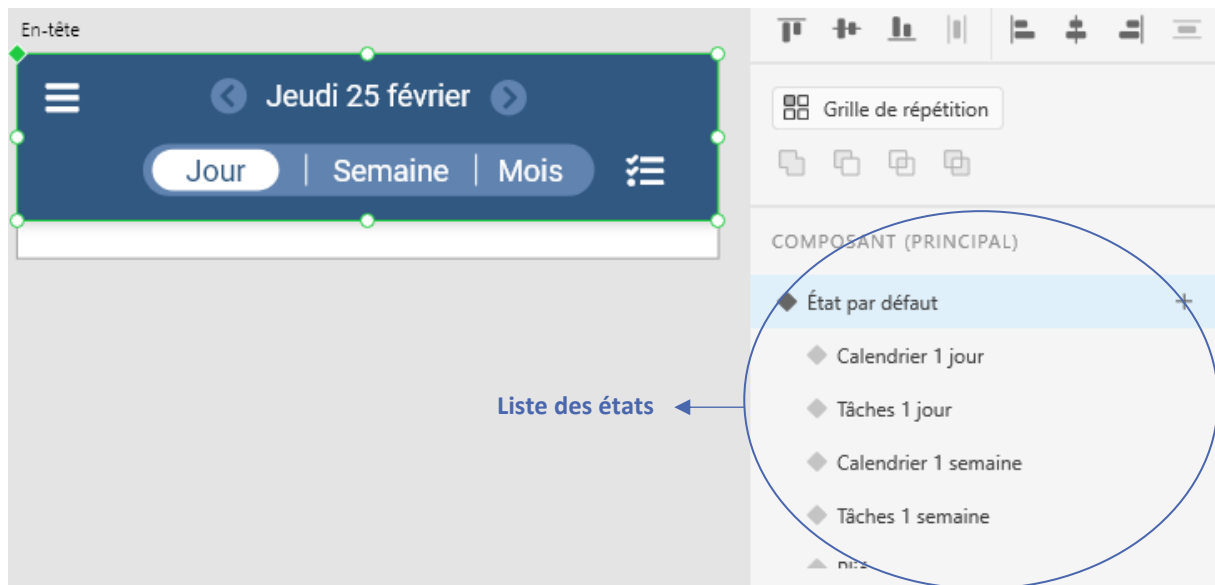 En-tête
Jeudi 25 février
Jour | Semaine | Mois
Grille de répétition
COMPOSANT (PRINCIPAL)
État par défaut
Calendrier 1 jour
Tâches 1 jour
Calendrier 1 semaine
Tâches 1 semaine
Liste des états